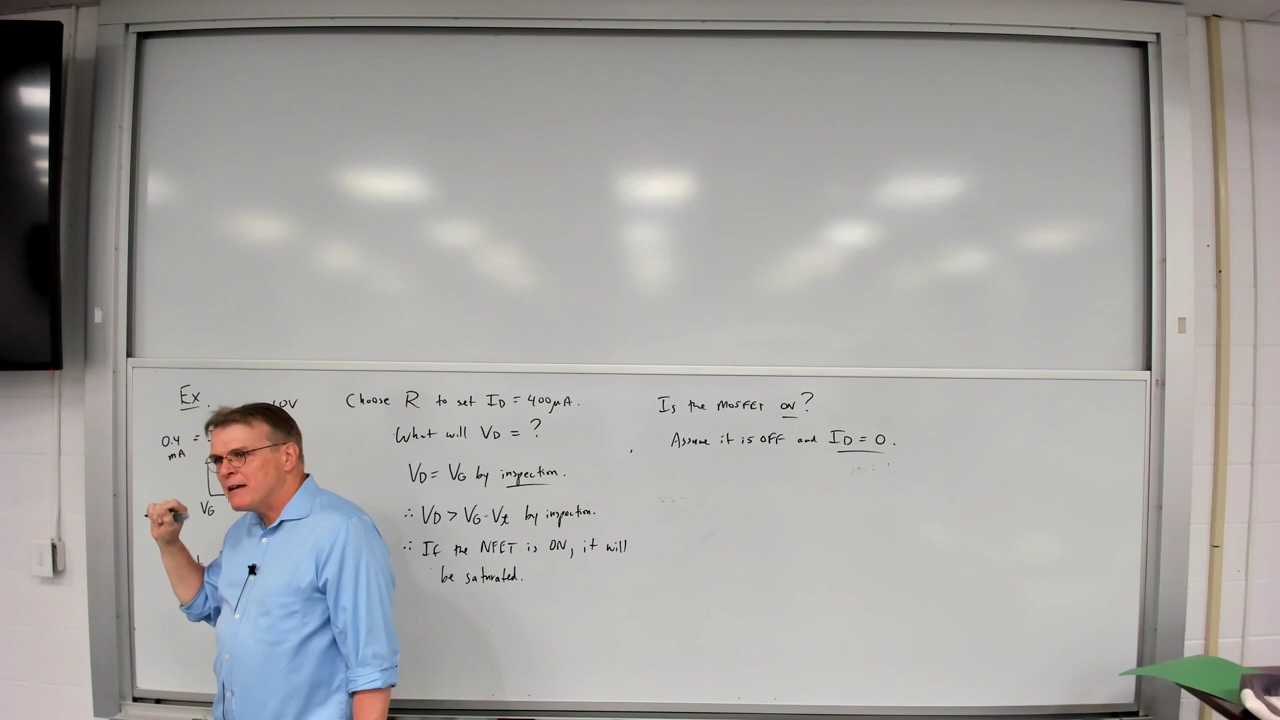 Ex.
0.4 =
mA
VG
Choose R to set ID = 400μA.
What will VD = ?
VD = VG by inspection.
∴ VD > VG - Vt by inspection.
∴ If the NFET is ON, it will
be saturated.
Is the MOSFET ON?
Assume it is OFF and ID = 0.